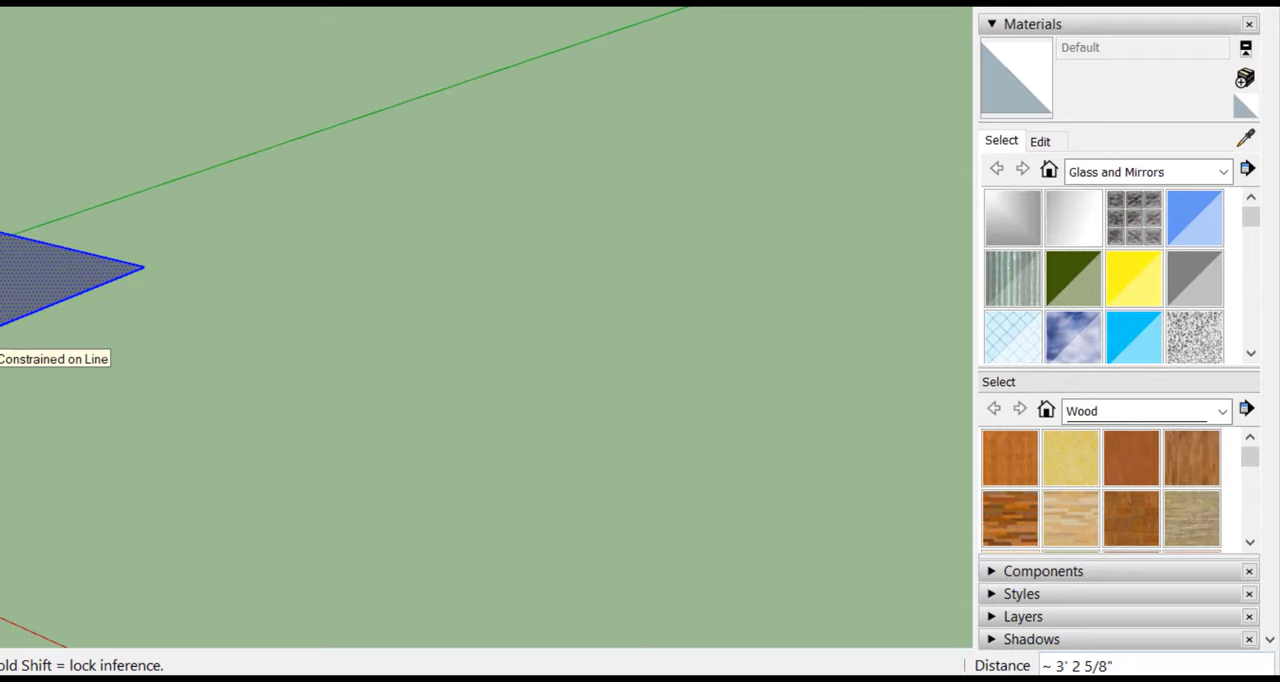 Materials
Default
Select Edit
Glass and Mirrors
Constrained on Line
Select
Wood
Components
Styles
Layers
Shadows
old Shift = lock inference.
Distance ~ 3' 2 5/8"